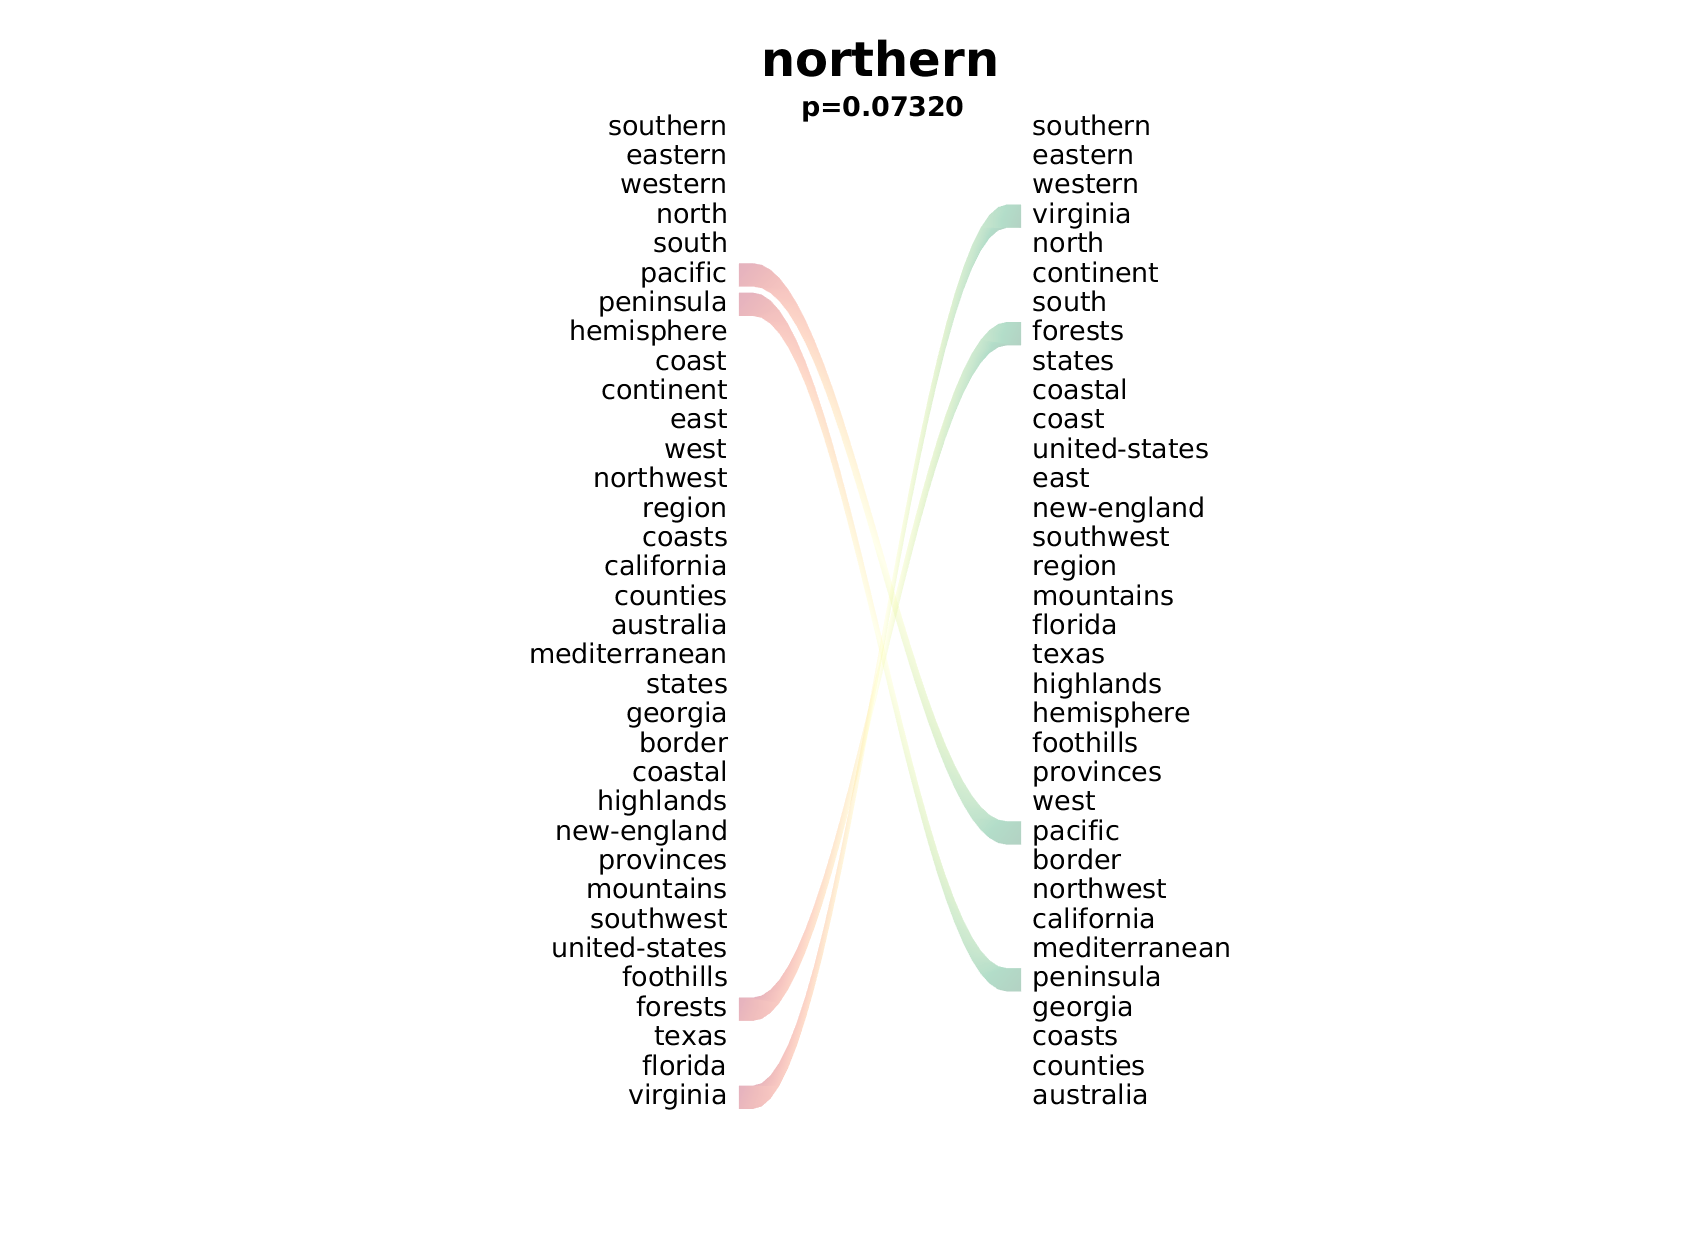 northern
p=0.07320
southern southern
eastern eastern
western western
north virginia
south north
pacific continent
peninsula south
hemisphere forests
coast states
continent coastal
east coast
west united-states
northwest east
region new-england
coasts southwest
california region
counties mountains
australia florida
mediterranean texas
states highlands
georgia hemisphere
border foothills
coastal provinces
highlands west
new-england pacific
provinces border
mountains northwest
southwest california
united-states mediterranean
foothills peninsula
forests georgia
texas coasts
florida counties
virginia australia